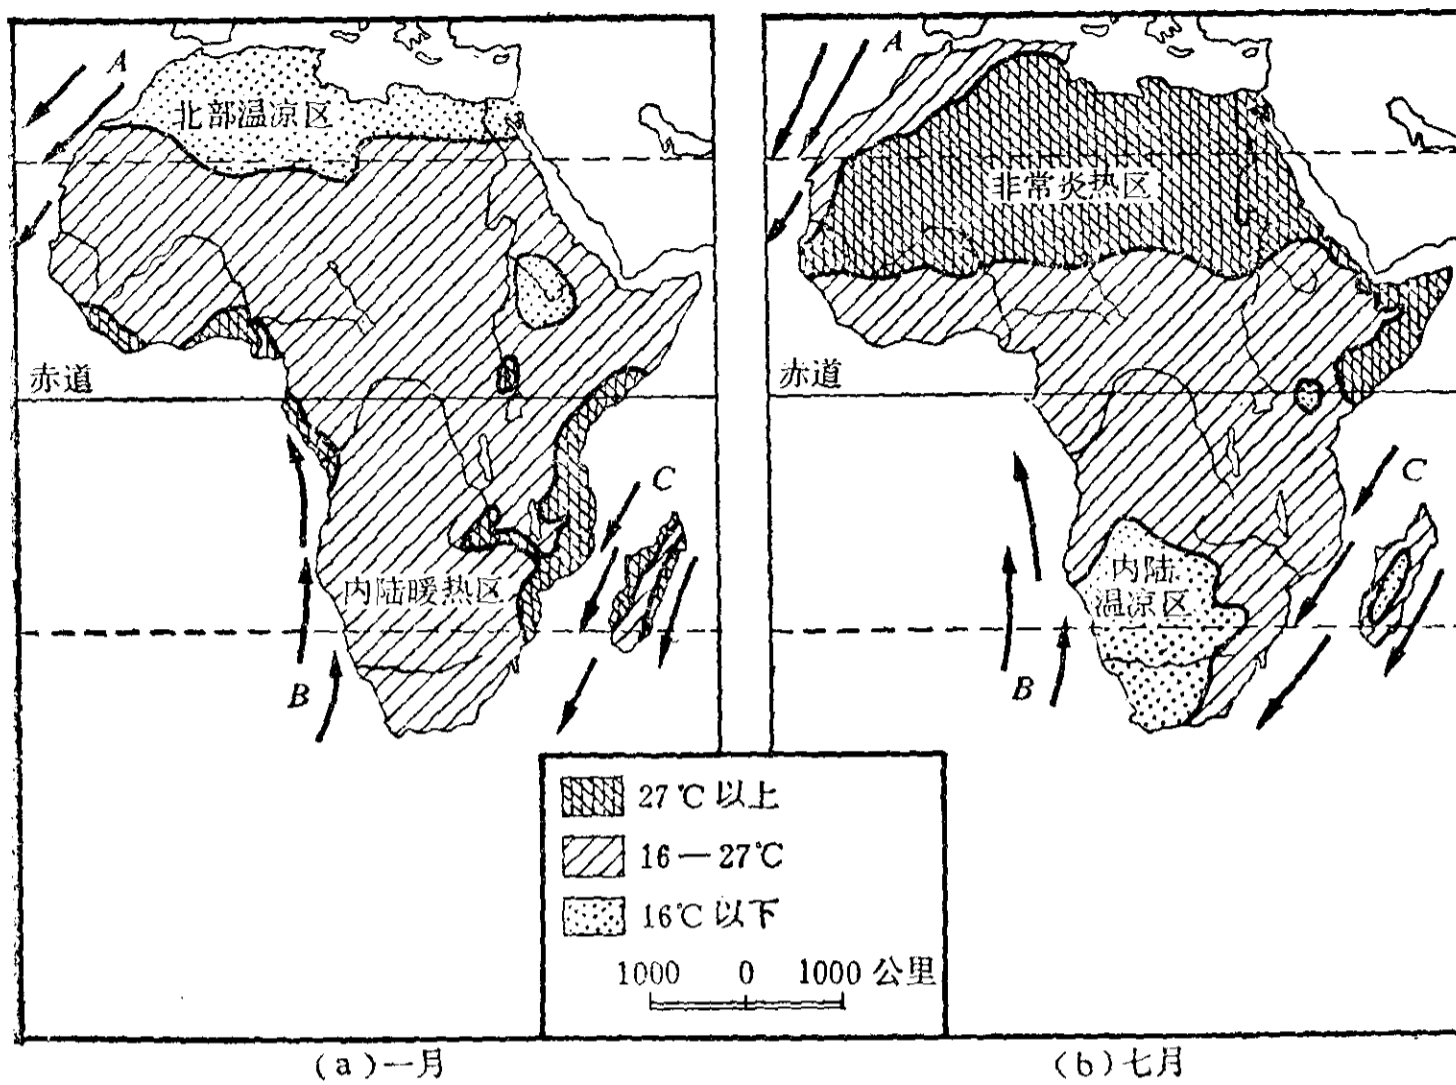 A
北部温凉区
赤道
C
内陆暖热区
B
A
非常炎热区
赤道
C
内陆
温凉区
B
27℃以上
16—27℃
16℃以下
1000 0 1000 公里
(a)一月
(b)七月